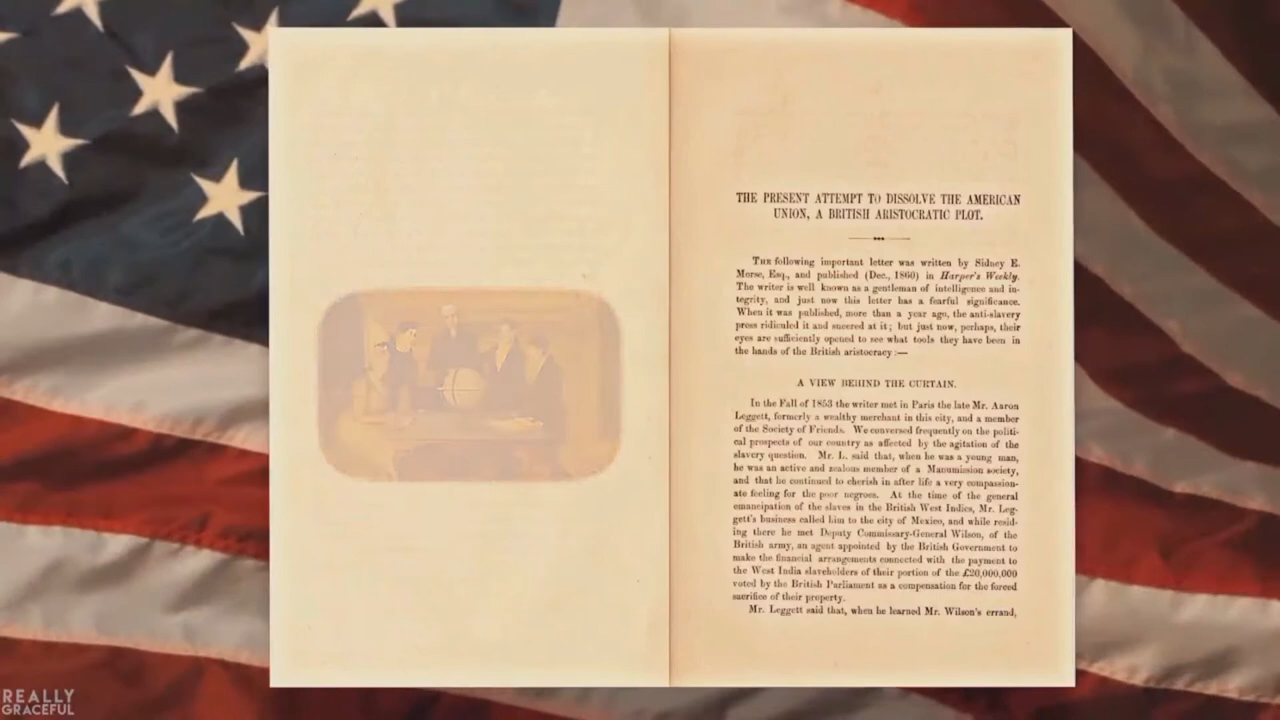 THE PRESENT ATTEMPT TO DISSOLVE THE AMERICAN
UNION, A BRITISH ARISTOCRATIC PLOT.
THE following important letter was written by Sidney E.
Morse, Esq., and published (Dec., 1860) in Harper's Weekly.
The writer is well known as a gentleman of intelligence and in-
tegrity, and just now this letter has a fearful significance.
When it was published, more than a year ago, the anti-slavery
press ridiculed it and sneered at it; but just now, perhaps, their
eyes are sufficiently opened to see what tools they have been in
the hands of the British aristocracy:—
A VIEW BEHIND THE CURTAIN.
In the Fall of 1853 the writer met in Paris the late Mr. Aaron
Leggett, formerly a wealthy merchant in this city, and a member
of the Society of Friends. We conversed frequently on the politi-
cal prospects of our country as affected by the agitation of the
slavery question. Mr. L. said that, when he was a young man,
he was an active and zealous member of a Manumission society,
and that he continued to cherish in after life a very compassion-
ate feeling for the poor negroes. At the time of the general
emancipation of the slaves in the British West Indies, Mr. Leg-
gett's business called him to the city of Mexico, and while resid-
ing there he met Deputy Commissary-General Wilson, of the
British army, an agent appointed by the British Government to
make the financial arrangements connected with the payment to
the West India slaveholders of their portion of the £20,000,000
voted by the British Parliament as a compensation for the forced
sacrifice of their property.
Mr. Leggett said that, when he learned Mr. Wilson's errand,
REALLY
GRACEFUL